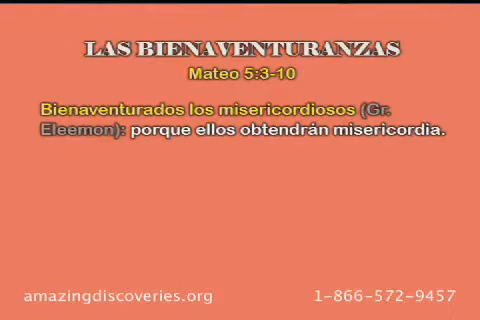 LAS BIENAVENTURANZAS
Mateo 5:3-10
Bienaventurados los misericordiosos (Gr.
Eleemon): porque ellos obtendrán misericordia.
amazingdiscoveries.org 1-866-572-9457